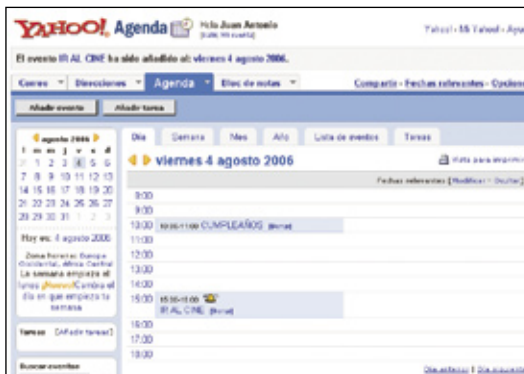 YAHOO! Agenda Hola Juan Antonio
Yahoo! - Mi Yahoo! - Ayu
El evento IR AL CINE ha sido añadido al: viernes 4 agosto 2006.
Correo Direcciones Agenda Bloc de notas Compartir - Fechas relevantes - Opcione
Añadir evento Añadir tarea
agosto 2006
l m m j v s d
31 1 2 3 4 5 6
7 8 9 10 11 12 13
14 15 16 17 18 19 20
21 22 23 24 25 26 27
28 29 30 31 1 2 3
Hoy es: 4 agosto 2006
Zona horaria: Europa
Occidental, África Central
La semana empieza el
lunes ¡Nuevo! Cambia el
día en que empieza tu
semana
Tareas [Añadir tareas]
Buscar eventos
Día Semana Mes Año Lista de eventos Tareas
viernes 4 agosto 2006 Vista para imprimir
Fechas relevantes [Modificar - Ocultar]
8:00
9:00
10:00 10:00-11:00 CUMPLEAÑOS [Borrar]
11:00
12:00
13:00
14:00
15:00
IR AL CINE [Borrar]
16:00
17:00
18:00
Día anterior | Día siguiente